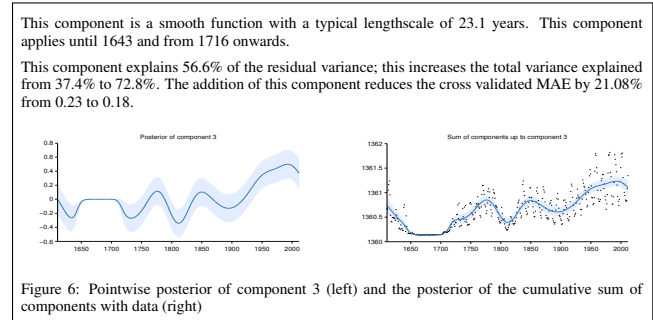 This component is a smooth function with a typical lengthscale of 23.1 years. This component
applies until 1643 and from 1716 onwards.
This component explains 56.6% of the residual variance; this increases the total variance explained
from 37.4% to 72.8%. The addition of this component reduces the cross validated MAE by 21.08%
from 0.23 to 0.18.
Posterior of component 3
0.8
0.6
0.4
0.2
0
−0.2
−0.4
−0.6
1650 1700 1750 1800 1850 1900 1950 2000
Sum of components up to component 3
1362
1361.5
1361
1360.5
1360
1650 1700 1750 1800 1850 1900 1950 2000
Figure 6: Pointwise posterior of component 3 (left) and the posterior of the cumulative sum of
components with data (right)